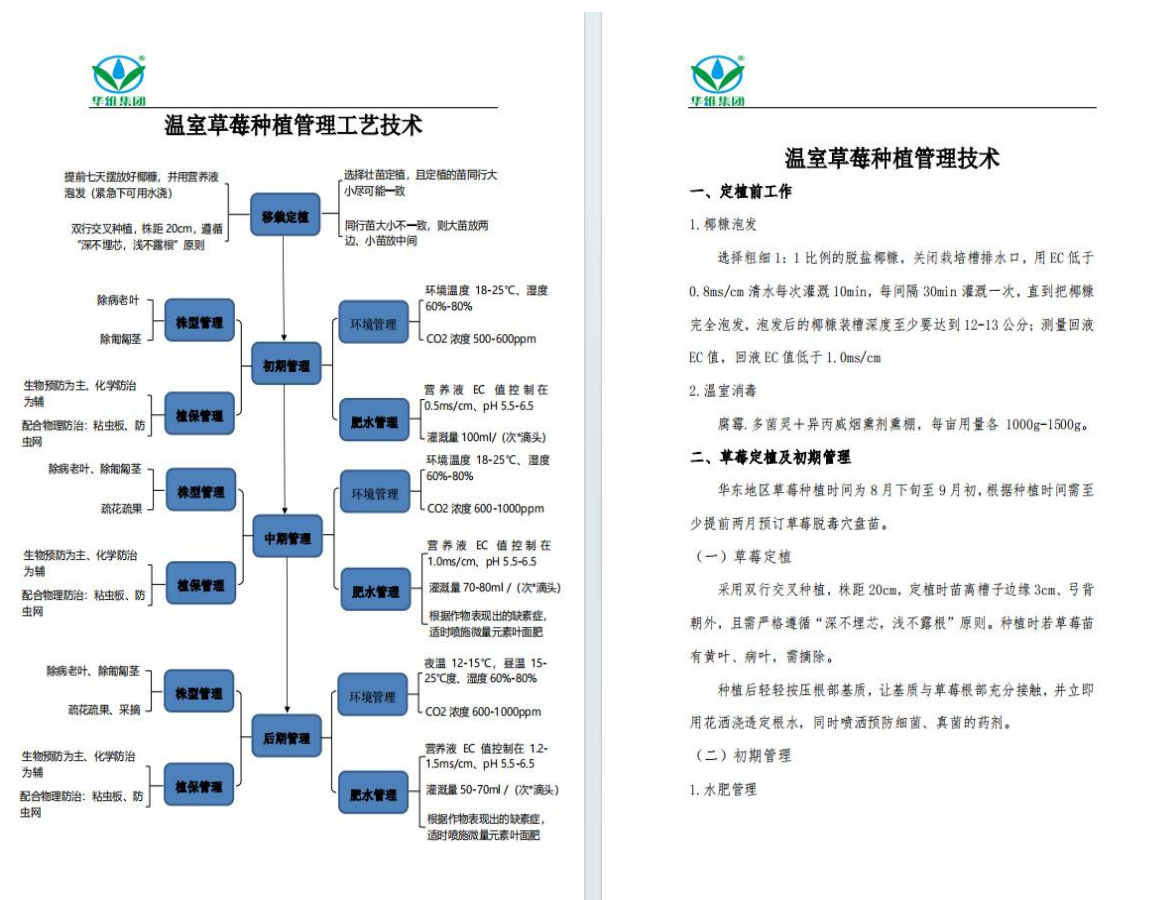 华维集团
温室草莓种植管理工艺技术
提前七天摆放好椰糠，并用营养液
泡发（紧急下可用水浇）
双行交叉种植，株距 20cm，遵循
“深不埋芯，浅不露根”原则
移栽定植
选择壮苗定植，且定植的苗同行大
小尽可能一致
同行苗大小不一致，则大苗放两
边、小苗放中间
除病老叶
除匍匐茎
株型管理
生物预防为主、化学防治
为辅
配合物理防治：粘虫板、防
虫网
植保管理
初期管理
环境管理
环境温度 18-25℃、湿度
60%-80%
CO2 浓度 500-600ppm
肥水管理
营养液 EC 值控制在
0.5ms/cm、pH 5.5-6.5
灌溉量 100ml/（次*滴头）
除病老叶、除匍匐茎
疏花疏果
株型管理
生物预防为主、化学防治
为辅
配合物理防治：粘虫板、防
虫网
植保管理
中期管理
环境管理
环境温度 18-25℃、湿度
60%-80%
CO2 浓度 600-1000ppm
肥水管理
营养液 EC 值控制在
1.0ms/cm、pH 5.5-6.5
灌溉量 70-80ml /（次*滴头）
根据作物表现出的缺素症，
适时喷施微量元素叶面肥
除病老叶、除匍匐茎
疏花疏果、采摘
株型管理
生物预防为主、化学防治
为辅
配合物理防治：粘虫板、防
虫网
植保管理
后期管理
环境管理
夜温 12-15℃，昼温 15-
25℃度、湿度 60%-80%
CO2 浓度 600-1000ppm
肥水管理
营养液 EC 值控制在 1.2-
1.5ms/cm、pH 5.5-6.5
灌溉量 50-70ml /（次*滴头）
根据作物表现出的缺素症，
适时喷施微量元素叶面肥
华维集团
温室草莓种植管理技术
一、定植前工作
1.椰糠泡发
选择粗细 1：1 比例的脱盐椰糠，关闭栽培槽排水口，用 EC 低于
0.8ms/cm 清水每次灌溉 10min，每间隔 30min 灌溉一次，直到把椰糠
完全泡发，泡发后的椰糠装槽深度至少要达到 12-13 公分；测量回液
EC 值，回液 EC 值低于 1.0ms/cm
2.温室消毒
腐霉.多菌灵＋异丙威烟熏剂熏棚，每亩用量各 1000g-1500g。
二、草莓定植及初期管理
华东地区草莓种植时间为 8 月下旬至 9 月初，根据种植时间需至
少提前两月预订草莓脱毒穴盘苗。
（一）草莓定植
采用双行交叉种植，株距 20cm，定植时苗离槽子边缘 3cm、弓背
朝外，且需严格遵循“深不埋芯，浅不露根”原则。种植时若草莓苗
有黄叶、病叶，需摘除。
种植后轻轻按压根部基质，让基质与草莓根部充分接触，并立即
用花洒浇透定根水，同时喷洒预防细菌、真菌的药剂。
（二）初期管理
1.水肥管理